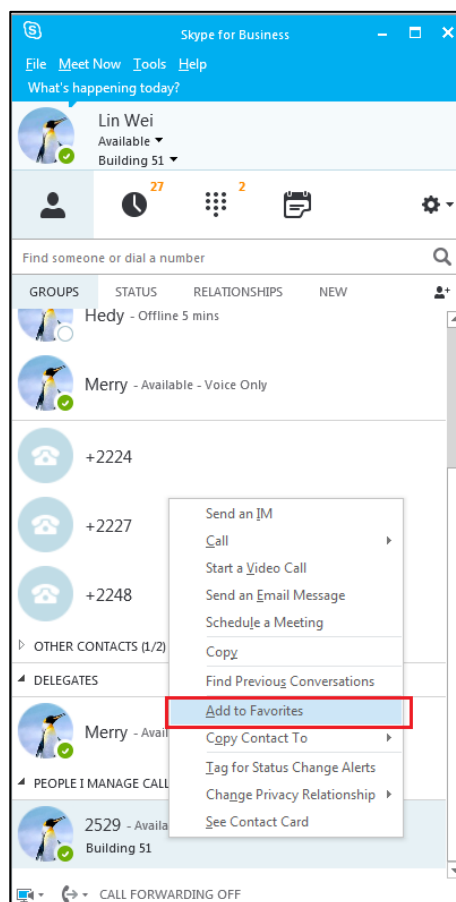 Skype for Business
File Meet Now Tools Help
What's happening today?
Lin Wei
Available
Building 51
27 2
Find someone or dial a number
GROUPS STATUS RELATIONSHIPS NEW
Hedy - Offline 5 mins
Merry - Available - Voice Only
+2224
+2227
+2248
OTHER CONTACTS (1/2)
DELEGATES
Merry - Avail
PEOPLE I MANAGE CALL
2529 - Availa
Building 51
Send an IM
Call
Start a Video Call
Send an Email Message
Schedule a Meeting
Copy
Find Previous Conversations
Add to Favorites
Copy Contact To
Tag for Status Change Alerts
Change Privacy Relationship
See Contact Card
CALL FORWARDING OFF